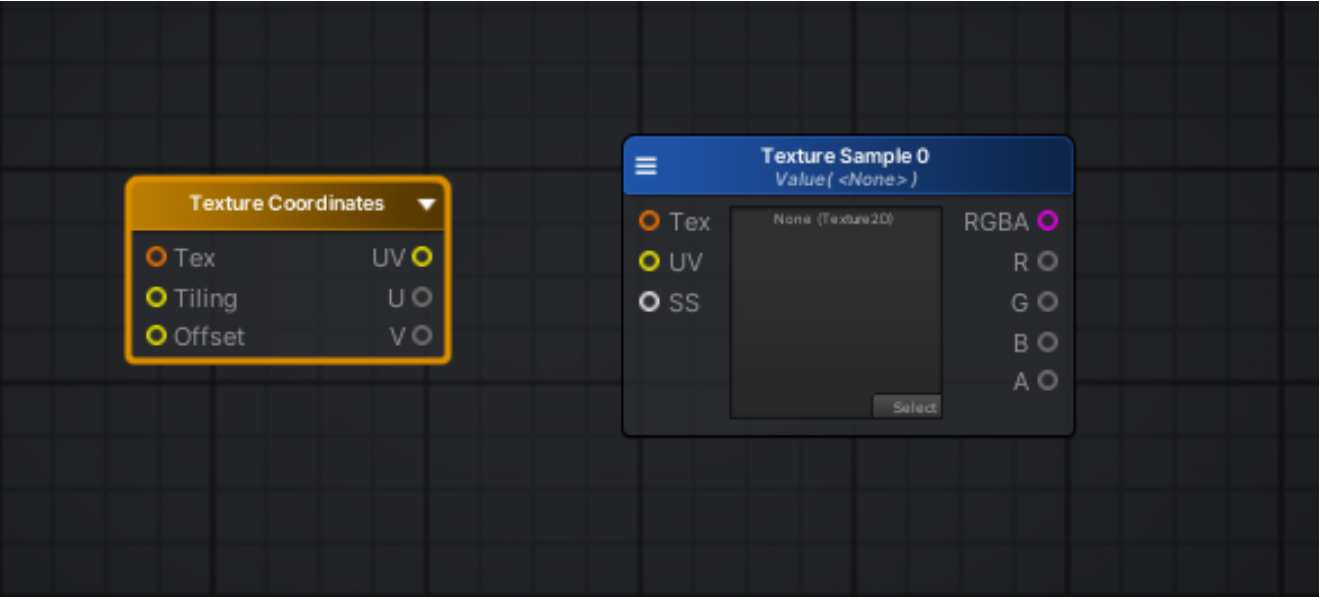 Texture Coordinates
Tex
UV
Tiling
U
Offset
V
Texture Sample 0
Value( <None> )
Tex
None (Texture2D)
RGBA
UV
R
SS
G
B
A
Select